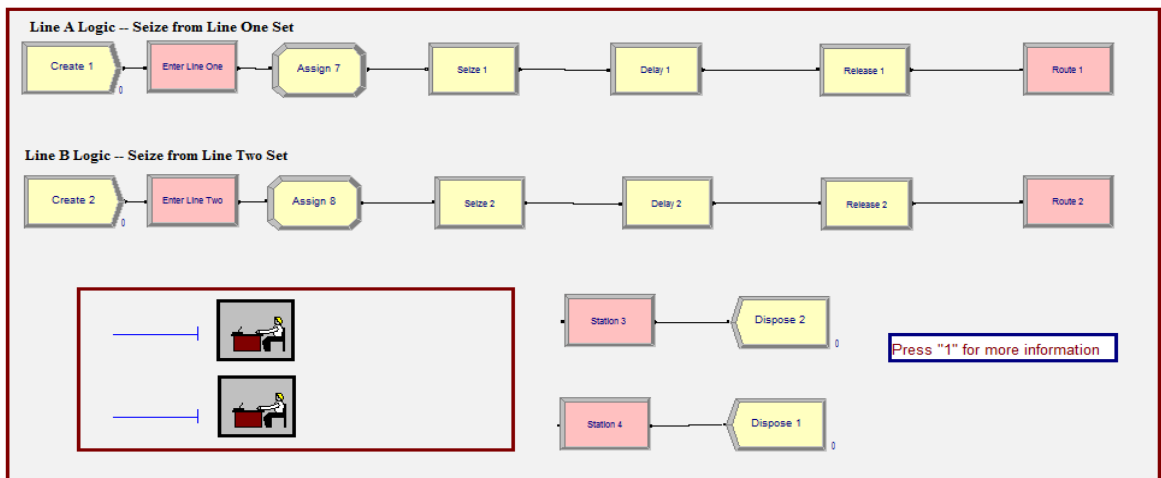 Line A Logic -- Seize from Line One Set
Create 1
0
Enter Line One
Assign 7
Seize 1
Delay 1
Release 1
Route 1
Line B Logic -- Seize from Line Two Set
Create 2
0
Enter Line Two
Assign 8
Seize 2
Delay 2
Release 2
Route 2
Station 3
Dispose 2
0
Press "1" for more information
Station 4
Dispose 1
0